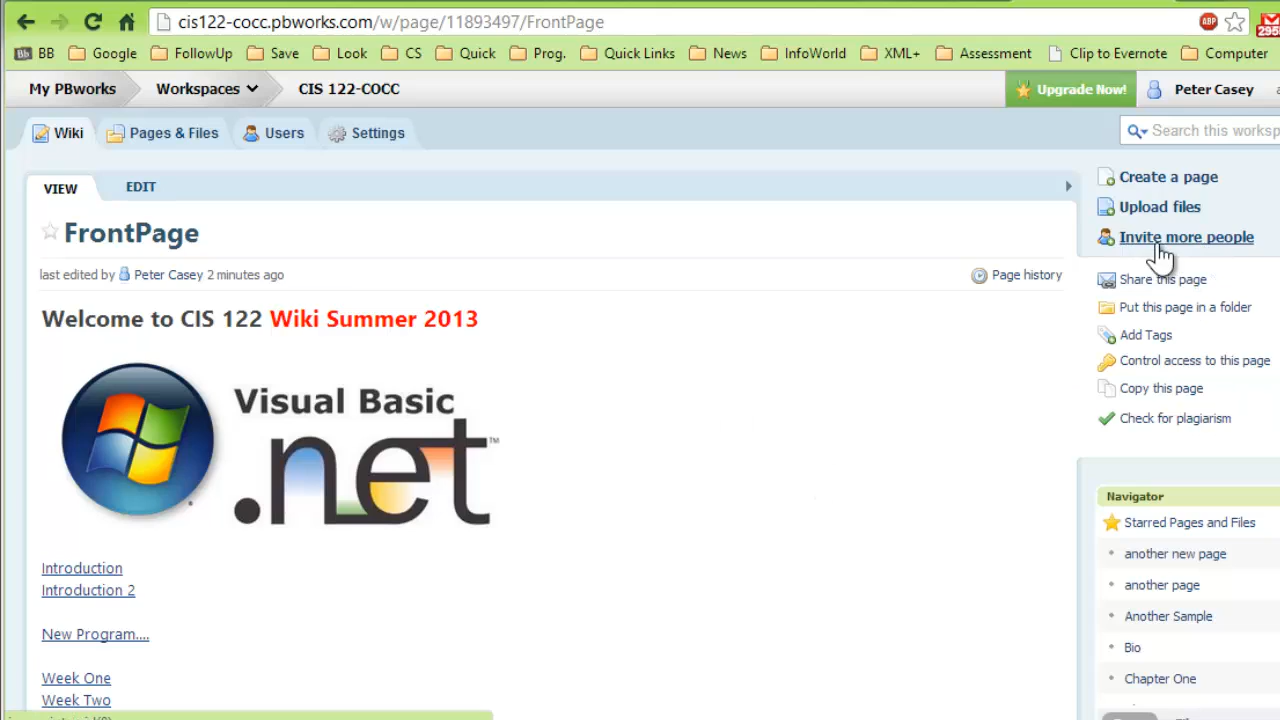 cis122-cocc.pbworks.com/w/page/11893497/FrontPage ABP
BB Google FollowUp Save Look CS Quick Prog. Quick Links News InfoWorld XML+ Assessment Clip to Evernote Computer
My PBworks Workspaces CIS 122-COCC Upgrade Now! Peter Casey
Wiki Pages & Files Users Settings Search this worksp
VIEW EDIT
Create a page
Upload files
Invite more people
FrontPage
last edited by Peter Casey 2 minutes ago Page history
Share this page
Put this page in a folder
Add Tags
Control access to this page
Copy this page
Check for plagiarism
Welcome to CIS 122 Wiki Summer 2013
Visual Basic
.net™
Introduction
Introduction 2
New Program....
Week One
Week Two
Navigator
Starred Pages and Files
another new page
another page
Another Sample
Bio
Chapter One